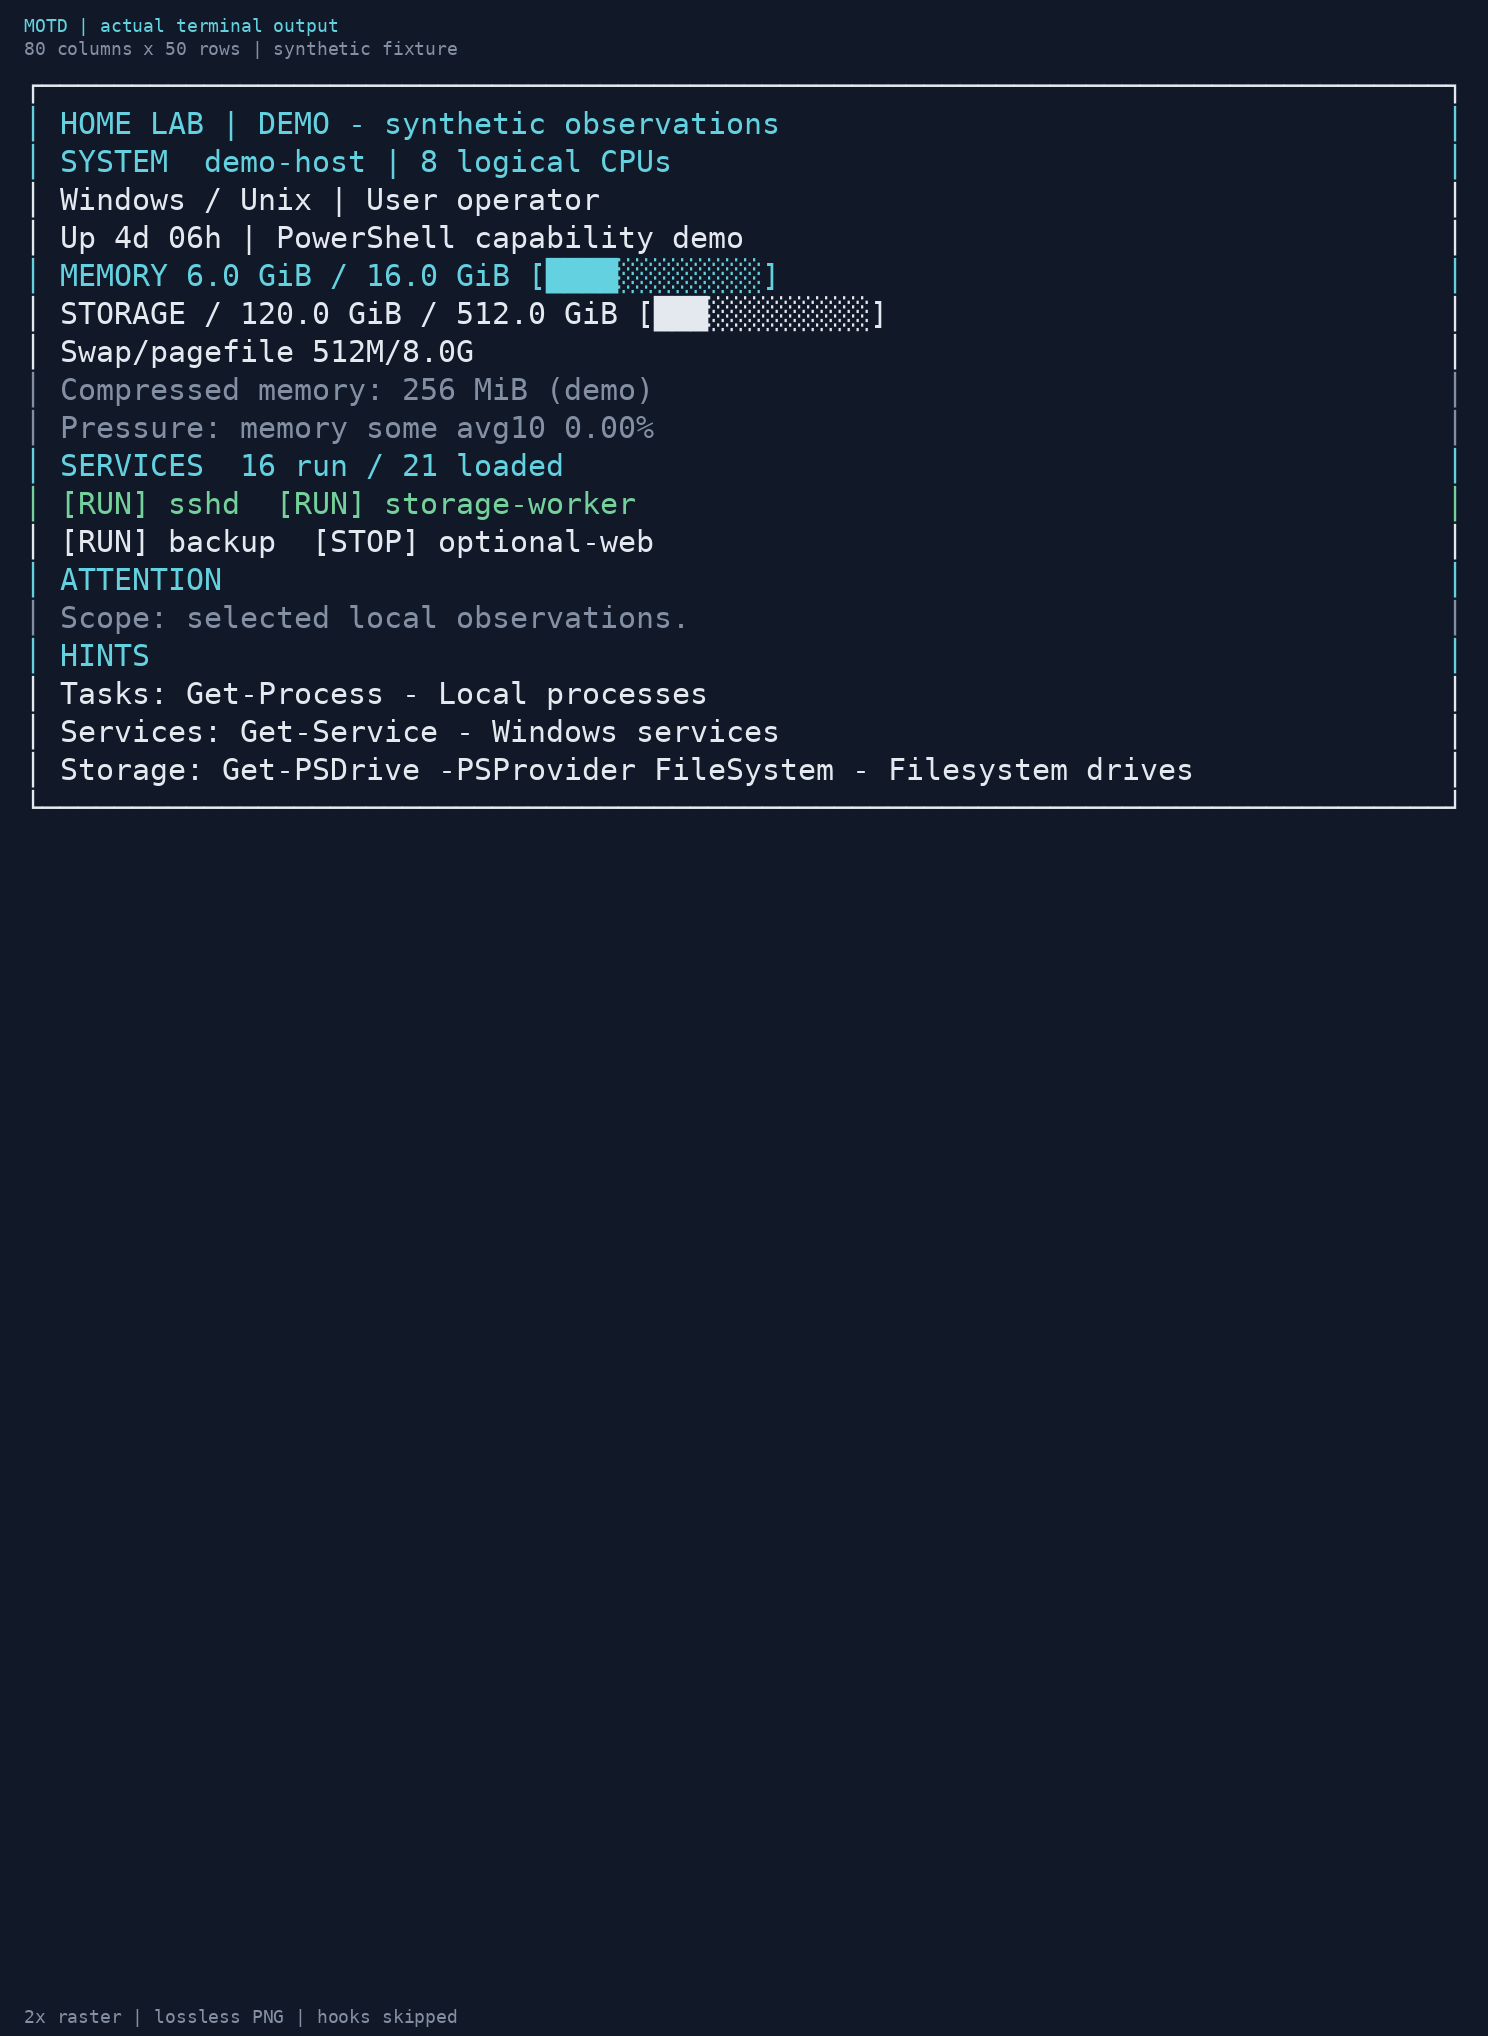 MOTD | actual terminal output
80 columns x 50 rows | synthetic fixture
HOME LAB | DEMO - synthetic observations
SYSTEM  demo-host | 8 logical CPUs
Windows / Unix | User operator
Up 4d 06h | PowerShell capability demo
MEMORY 6.0 GiB / 16.0 GiB [████░░░░░░░░]
STORAGE / 120.0 GiB / 512.0 GiB [███░░░░░░░░░]
Swap/pagefile 512M/8.0G
Compressed memory: 256 MiB (demo)
Pressure: memory some avg10 0.00%
SERVICES  16 run / 21 loaded
[RUN] sshd  [RUN] storage-worker
[RUN] backup  [STOP] optional-web
ATTENTION
Scope: selected local observations.
HINTS
Tasks: Get-Process - Local processes
Services: Get-Service - Windows services
Storage: Get-PSDrive -PSProvider FileSystem - Filesystem drives
2x raster | lossless PNG | hooks skipped